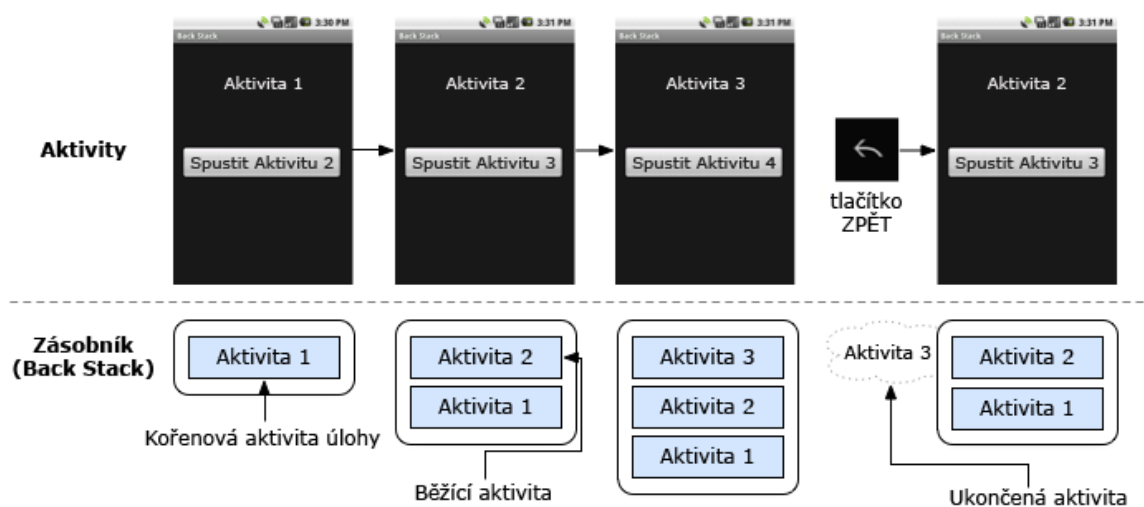 3:30 PM
3:31 PM
3:31 PM
3:31 PM
Back Stack
Back Stack
Back Stack
Back Stack
Aktivita 1
Aktivita 2
Aktivita 3
Aktivita 2
Aktivity
Spustit Aktivitu 2
Spustit Aktivitu 3
Spustit Aktivitu 4
Spustit Aktivitu 3
tlačítko
ZPĚT
Zásobník
(Back Stack)
Aktivita 1
Aktivita 2
Aktivita 1
Aktivita 3
Aktivita 2
Aktivita 1
Aktivita 3
Aktivita 2
Aktivita 1
Kořenová aktivita úlohy
Běžící aktivita
Ukončená aktivita